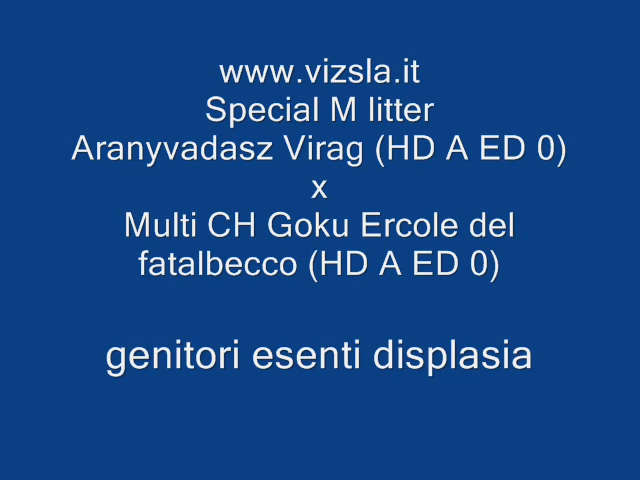 www.vizsla.it
Special M litter
Aranyvadasz Virag (HD A ED 0)
x
Multi CH Goku Ercole del
fatalbecco (HD A ED 0)
genitori esenti displasia